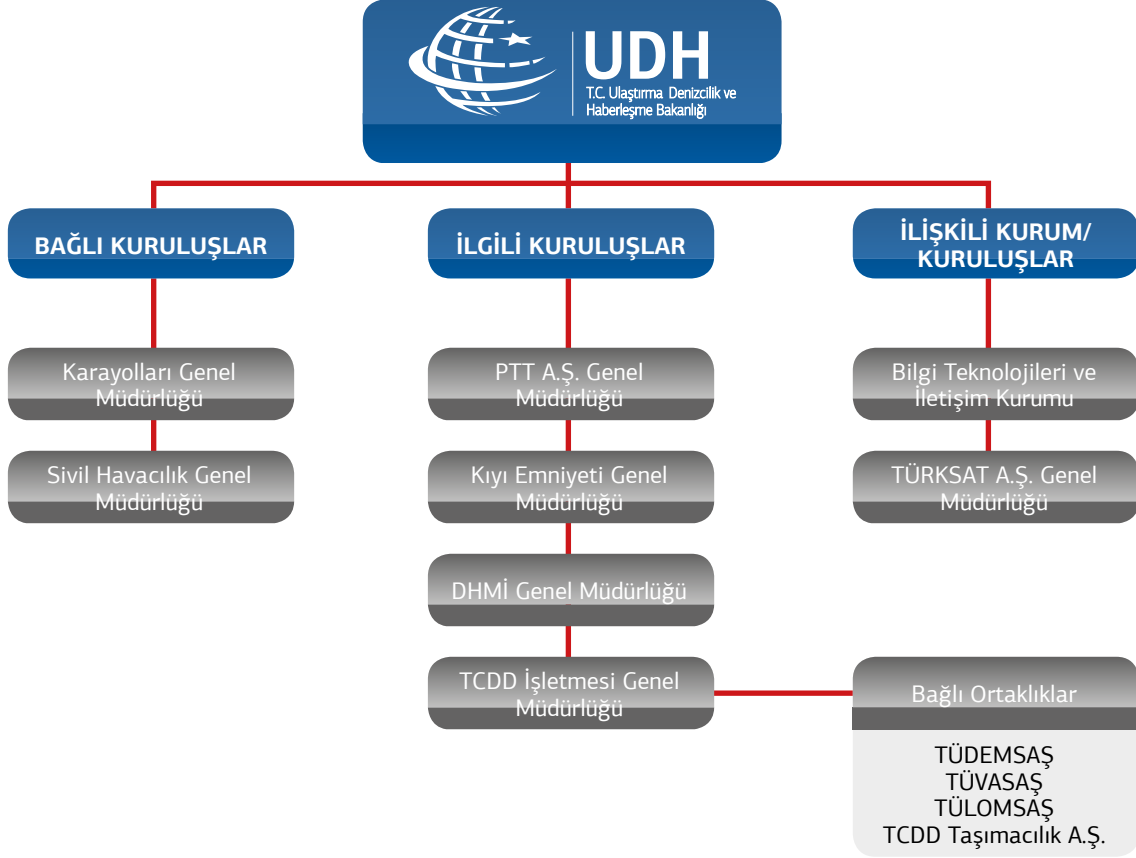 UDH
T.C. Ulaştırma Denizcilik ve
Haberleşme Bakanlığı
BAĞLI KURULUŞLAR
Karayolları Genel
Müdürlüğü
Sivil Havacılık Genel
Müdürlüğü
İLGİLİ KURULUŞLAR
PTT A.Ş. Genel
Müdürlüğü
Kıyı Emniyeti Genel
Müdürlüğü
DHMİ Genel Müdürlüğü
TCDD İşletmesi Genel
Müdürlüğü
İLİŞKİLİ KURUM/
KURULUŞLAR
Bilgi Teknolojileri ve
İletişim Kurumu
TÜRKSAT A.Ş. Genel
Müdürlüğü
Bağlı Ortaklıklar
TÜDEMSAŞ
TÜVASAŞ
TÜLOMSAŞ
TCDD Taşımacılık A.Ş.